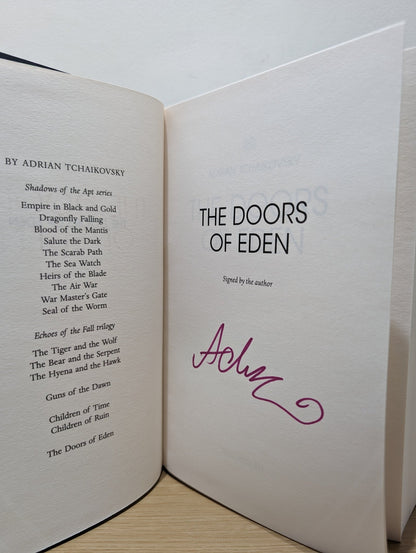 BY ADRIAN TCHAIKOVSKY
Shadows of the Apt series
Empire in Black and Gold
Dragonfly Falling
Blood of the Mantis
Salute the Dark
The Scarab Path
The Sea Watch
Heirs of the Blade
The Air War
War Master's Gate
Seal of the Worm
Echoes of the Fall trilogy
The Tiger and the Wolf
The Bear and the Serpent
The Hyena and the Hawk
Guns of the Dawn
Children of Time
Children of Ruin
The Doors of Eden
ADRIAN TCHAIKOVSKY
THE DOORS
OF EDEN
Signed by the author